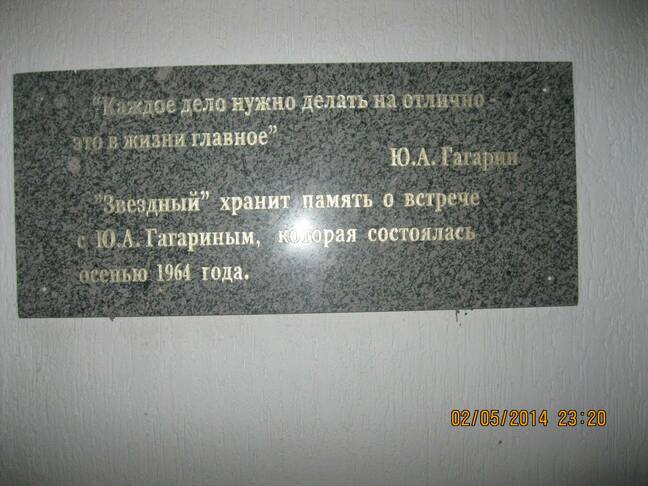 "Каждое дело нужно делать на отлично -
это в жизни главное"
Ю.А. Гагарин
"Звездный" хранит память о встрече
с Ю.А. Гагариным, которая состоялась
осенью 1964 года.
02/05/2014 23:20